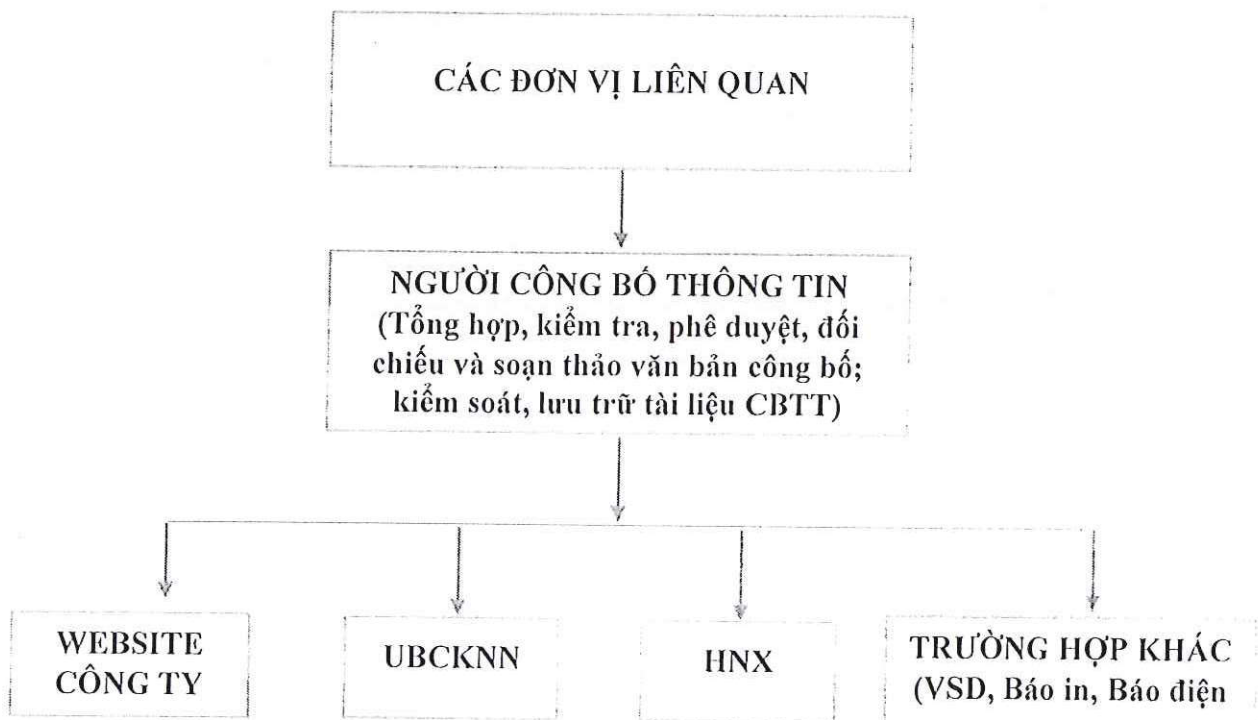 CÁC ĐƠN VỊ LIÊN QUAN
NGƯỜI CÔNG BỐ THÔNG TIN
(Tổng hợp, kiểm tra, phê duyệt, đối
chiếu và soạn thảo văn bản công bố;
kiểm soát, lưu trữ tài liệu CBTT)
WEBSITE
CÔNG TY
UBCKNN
HNX
TRƯỜNG HỢP KHÁC
(VSD, Báo in, Báo điện